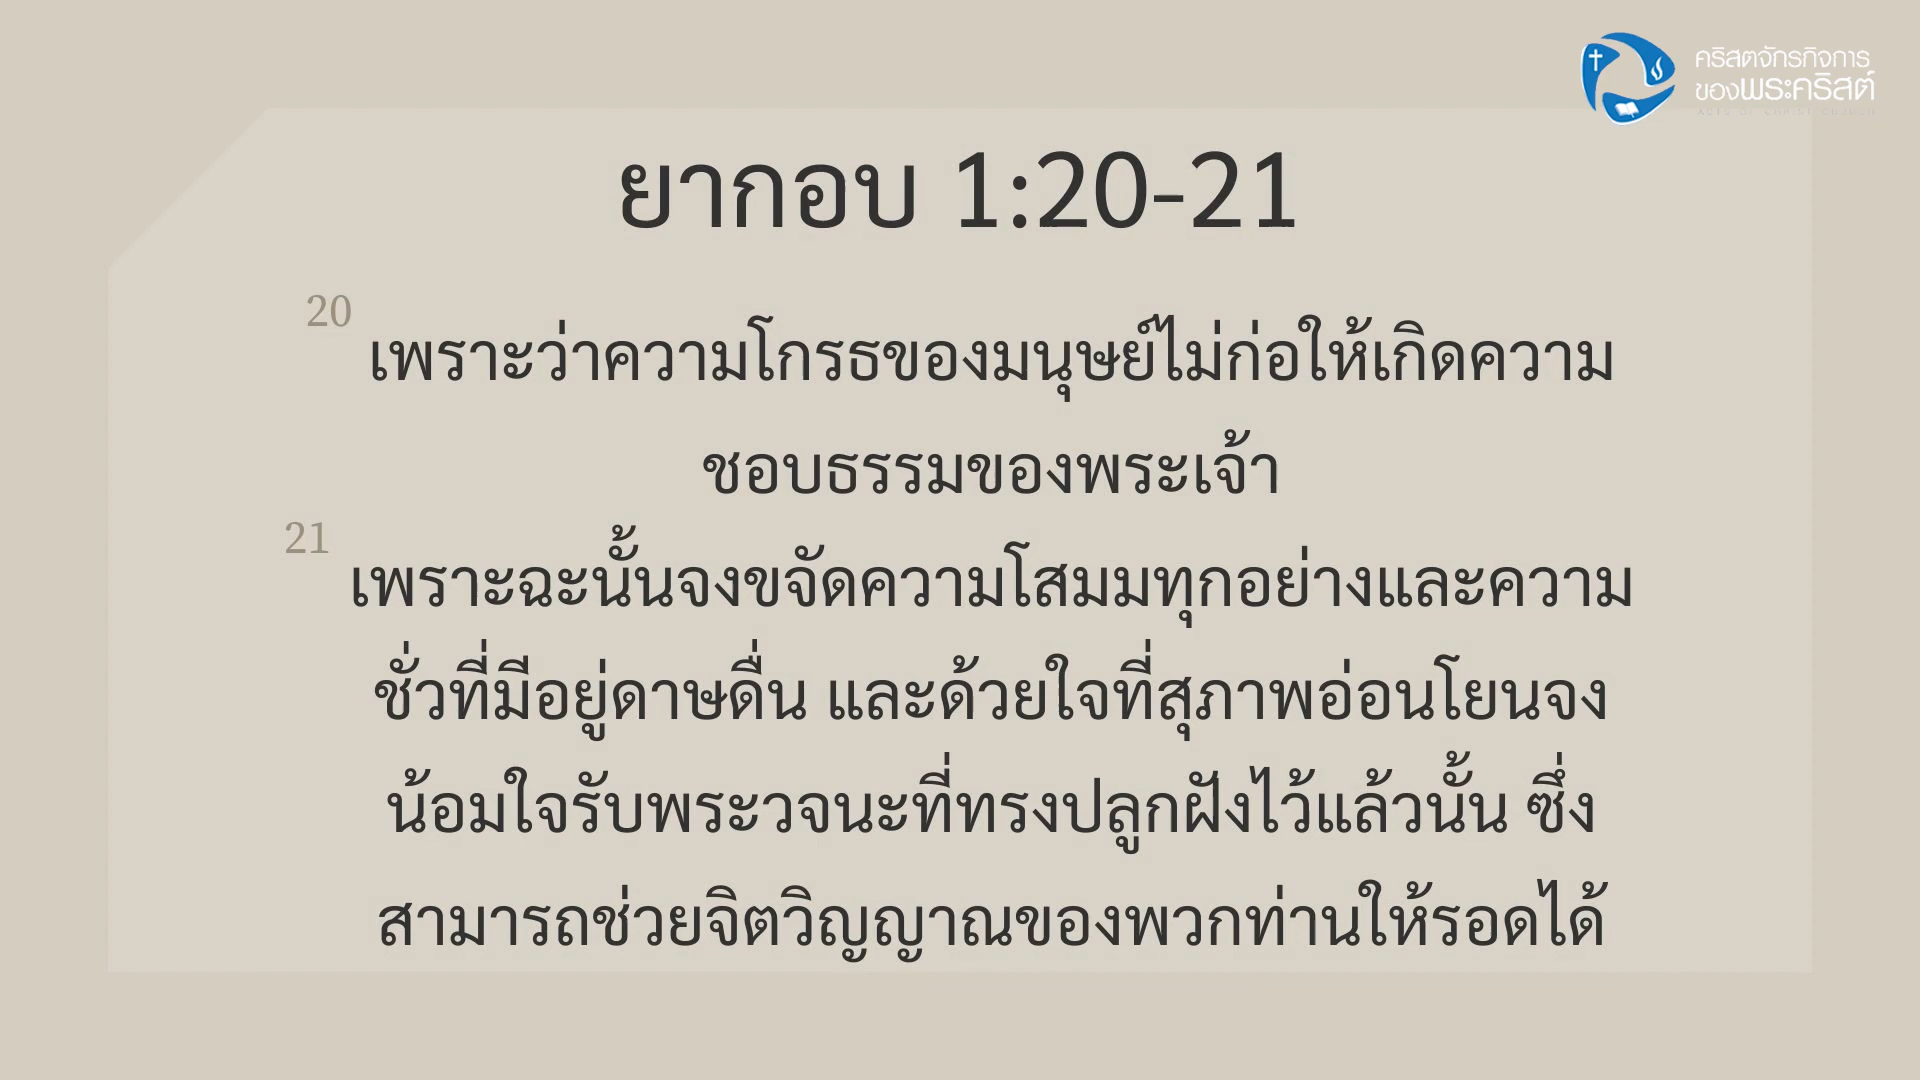 คริสตจักรกิจการ
ของพระคริสต์
ACTS OF CHRIST CHURCH
ยากอบ 1:20-21
20 เพราะว่าความโกรธของมนุษย์ไม่ก่อให้เกิดความ
ชอบธรรมของพระเจ้า
21 เพราะฉะนั้นจงขจัดความโสมมทุกอย่างและความ
ชั่วที่มีอยู่ดาษดื่น และด้วยใจที่สุภาพอ่อนโยนจง
น้อมใจรับพระวจนะที่ทรงปลูกฝังไว้แล้วนั้น ซึ่ง
สามารถช่วยจิตวิญญาณของพวกท่านให้รอดได้